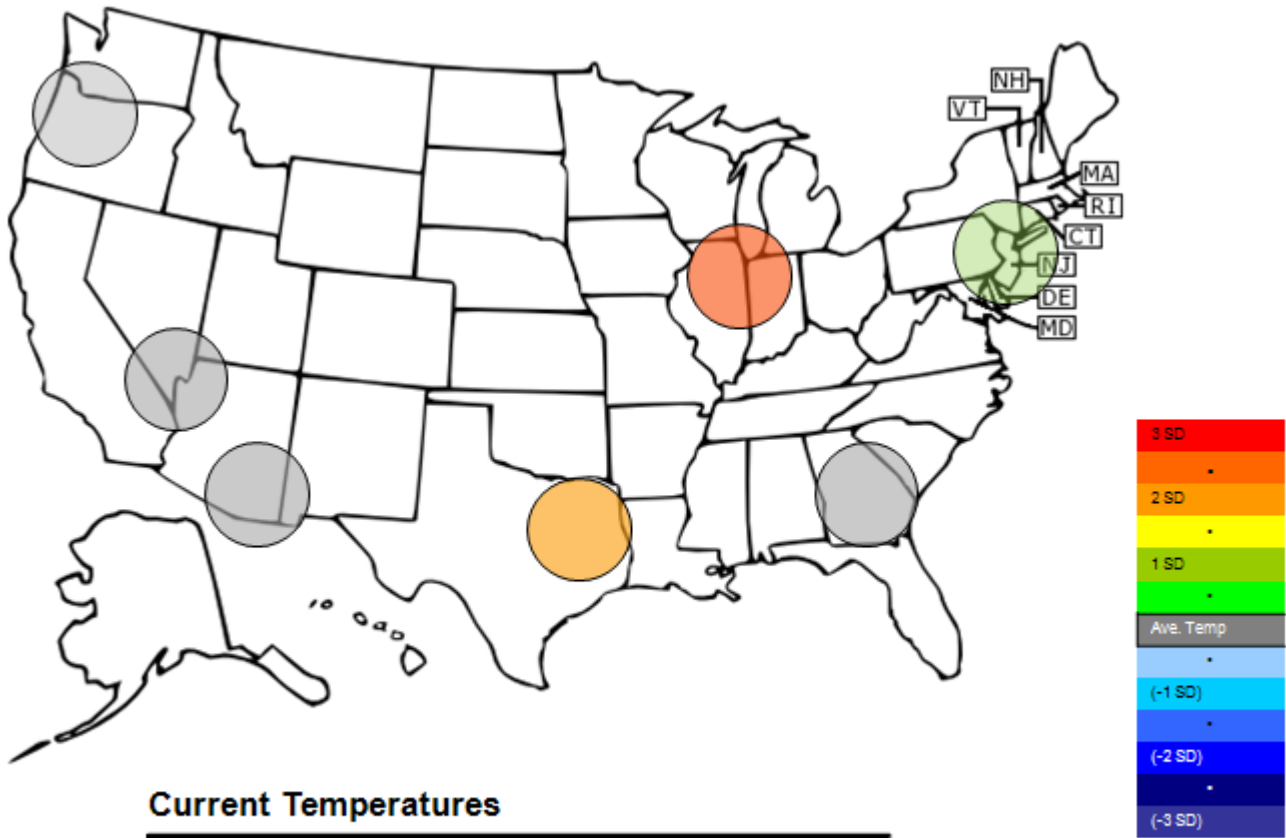 NH
VT
MA
RI
CT
NJ
DE
MD
3 SD
2 SD
1 SD
Ave. Temp
(-1 SD)
(-2 SD)
(-3 SD)
Current Temperatures